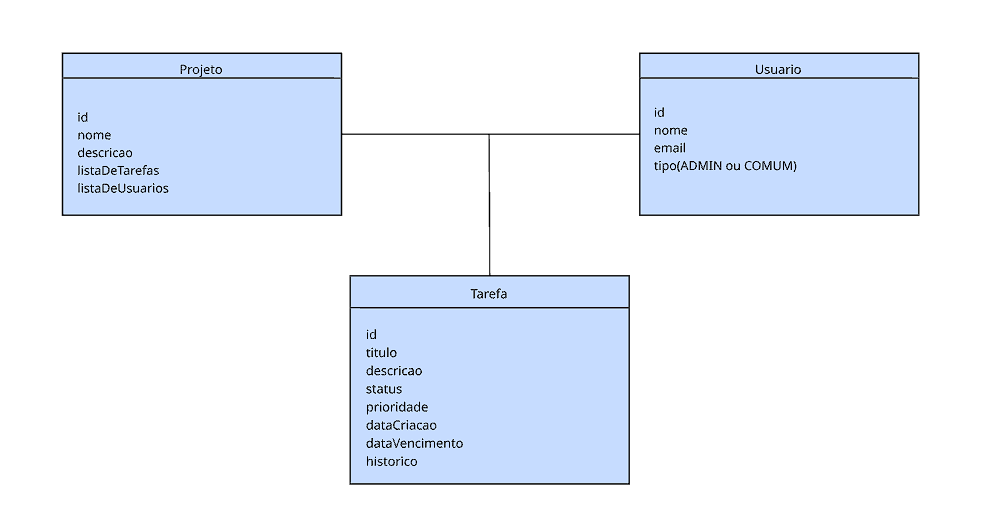 Projeto
id
nome
descricao
listaDeTarefas
listaDeUsuarios
Usuario
id
nome
email
tipo(ADMIN ou COMUM)
Tarefa
id
titulo
descricao
status
prioridade
dataCriacao
dataVencimento
historico